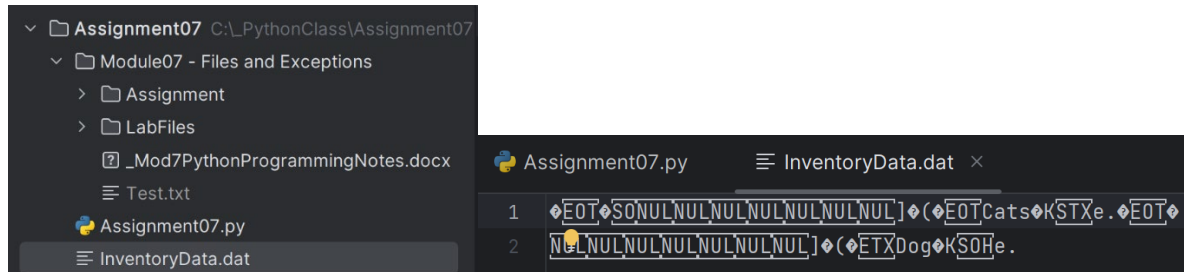 Assignment07 C:\_PythonClass\Assignment07
Module07 - Files and Exceptions
Assignment
LabFiles
_Mod7PythonProgrammingNotes.docx
Test.txt
Assignment07.py
InventoryData.dat
Assignment07.py InventoryData.dat
1 �EOT�SONULNULNULNULNULNULNUL]�(�EOTCats�KSTXe.�EOT�
2 NULNULNULNULNULNULNUL]�(�ETXDog�KSOHe.